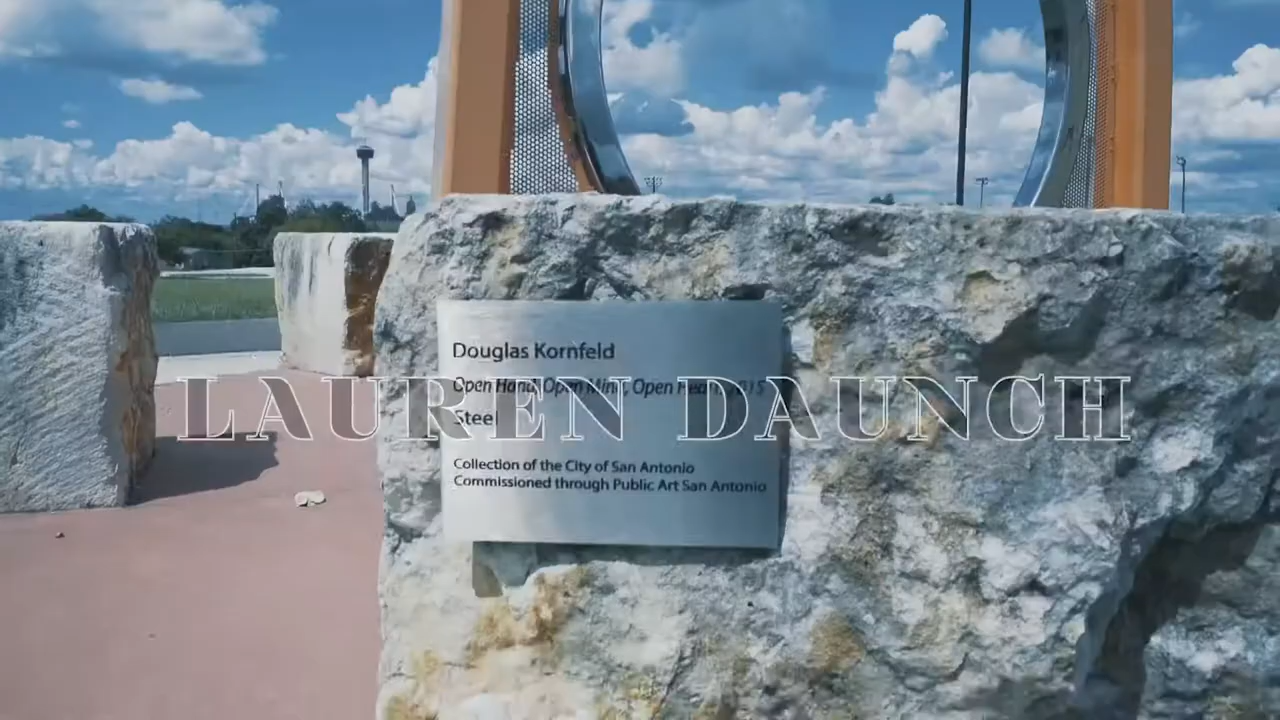 Douglas Kornfeld
Open Hand, Open Mind, Open Heart, 2015
Steel
LAUREN DAUNCH
Collection of the City of San Antonio
Commissioned through Public Art San Antonio